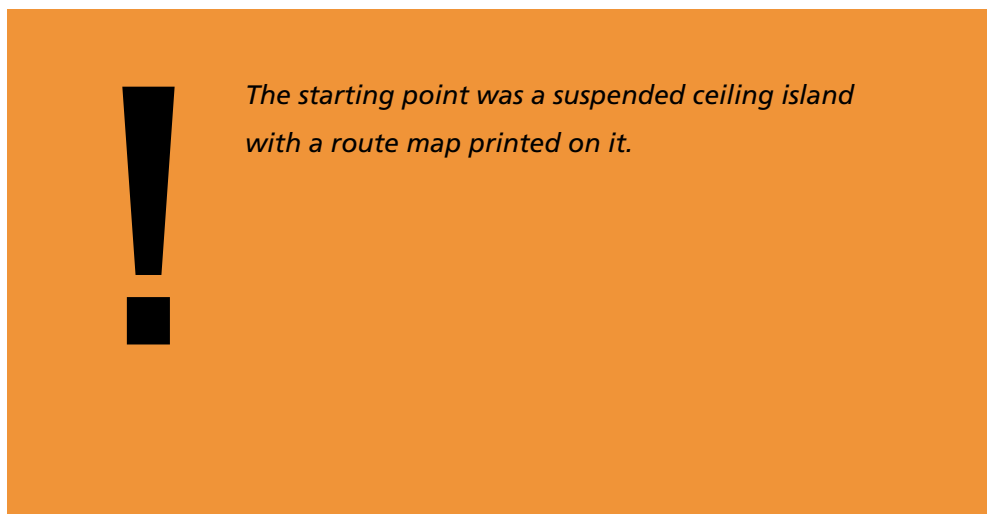 !
The starting point was a suspended ceiling island
with a route map printed on it.